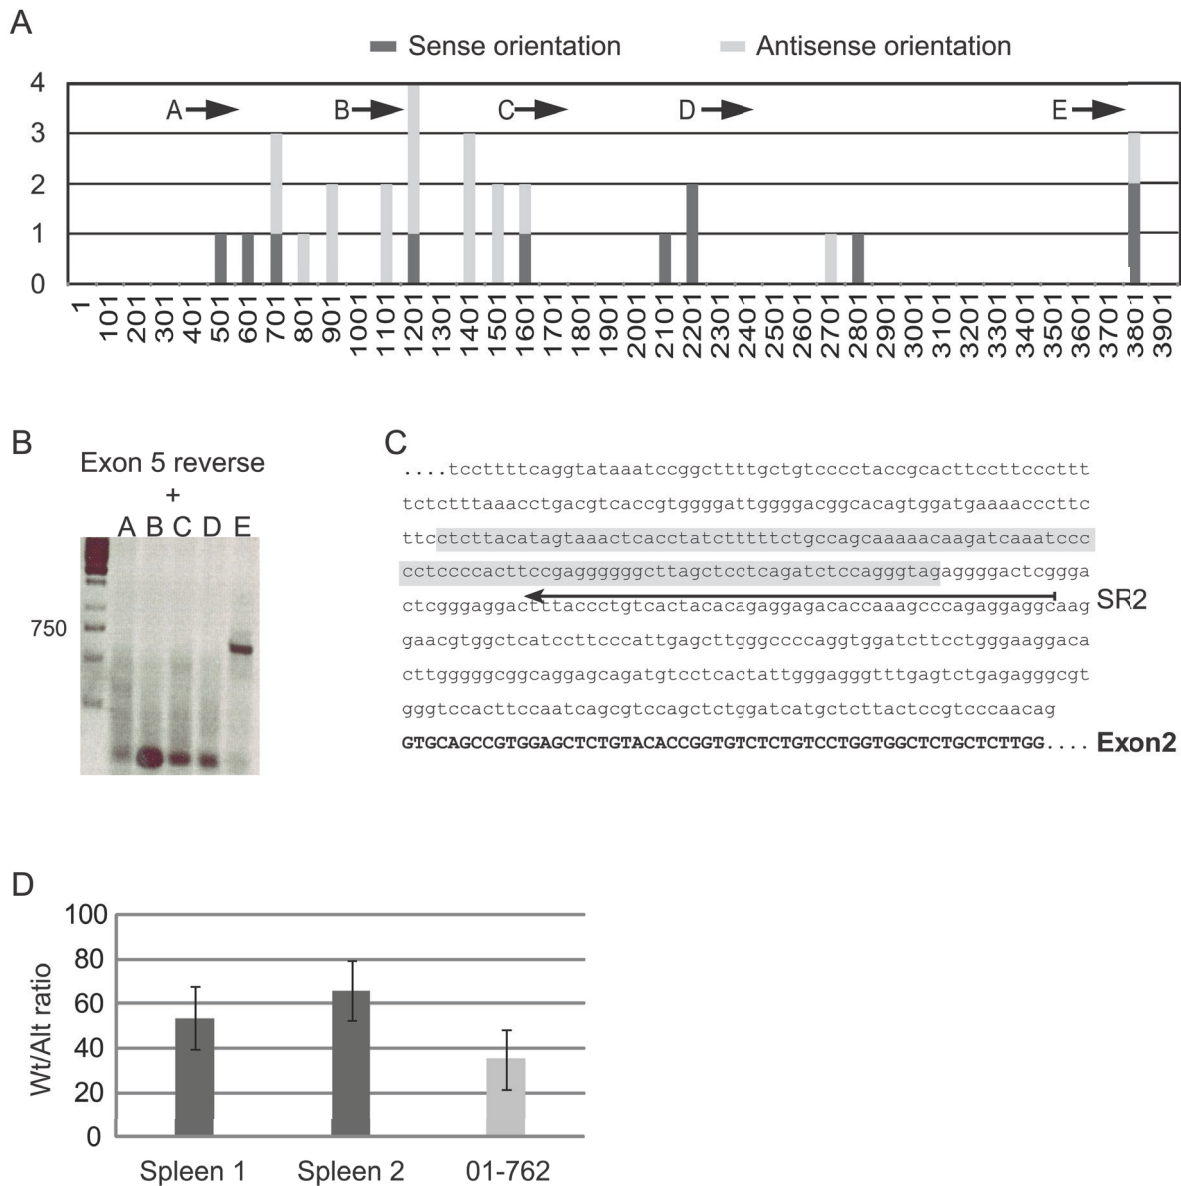 A
Sense orientation
Antisense orientation
4
3
2
1
0
A
B
C
D
E
1
101
201
301
401
501
601
701
801
901
1001
1101
1201
1301
1401
1501
1601
1701
1801
1901
2001
2101
2201
2301
2401
2501
2601
2701
2801
2901
3001
3101
3201
3301
3401
3501
3601
3701
3801
3901
B
Exon 5 reverse
+
A B C D E
750
C
....tccttttcaggtataaatccggcttttgctgtcccctaccgcacttccttcccttt
tctctttaaacctgacgtcaccgtggggattggggacggcacagtggatgaaaacccttc
ttcctcttacatagtaaactcacctatctttttctgccagcaaaaacaagatcaaatccc
cctccccacttccgaggggggcttagctcctcagatctccagggtagaggggactcggga
ctcgggaggactttaccctgtcactacacagaggagacaccaaagcccagaggaggcaag
SR2
gaacgtggctcatccttcccattgagcttcggccccaggtggatcttcctgggaaggaca
cttgggggcggcaggagcagatgtcctcactattgggagggtttgagtctgagagggcgt
gggtccacttccaatcagcgtccagctctggatcatgctcttactccgtcccaacag
GTGCAGCCGTGGAGCTCTGTACACCGGTGTCTCTGTCCTGGTGGCTCTGCTCTTGG....
Exon2
D
Wt/Alt ratio
100
80
60
40
20
0
Spleen 1
Spleen 2
01-762